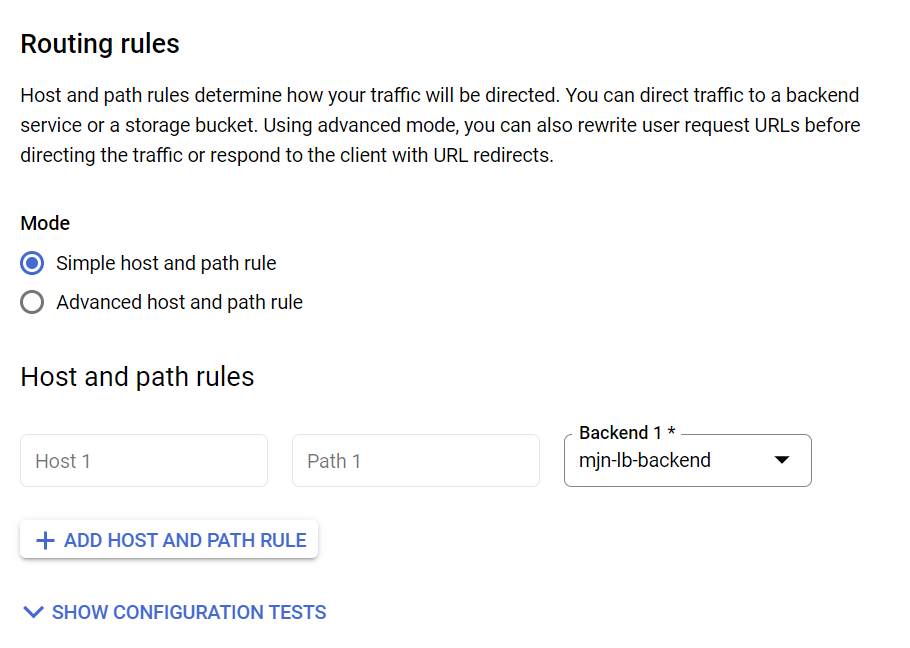 Routing rules
Host and path rules determine how your traffic will be directed. You can direct traffic to a backend
service or a storage bucket. Using advanced mode, you can also rewrite user request URLs before
directing the traffic or respond to the client with URL redirects.
Mode
Simple host and path rule
Advanced host and path rule
Host and path rules
Backend 1 *
Host 1 Path 1 mjn-lb-backend
ADD HOST AND PATH RULE
SHOW CONFIGURATION TESTS